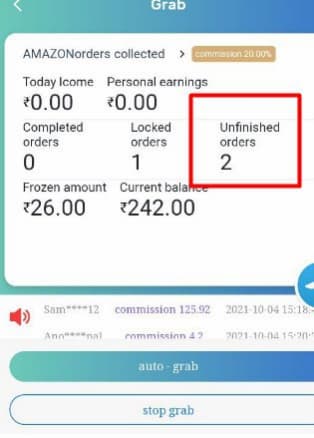 Grab
AMAZONorders collected > commission 20.00%
Today Icome Personal earnings
₹0.00 ₹0.00
Completed orders Locked orders Unfinished orders
0 1 2
Frozen amount Current balance
₹26.00 ₹242.00
Sam****12 commission 125.92 2021-10-04 15:18:
Ano****pal commission 4.2 2021-10-04 15:20:
auto - grab
stop grab